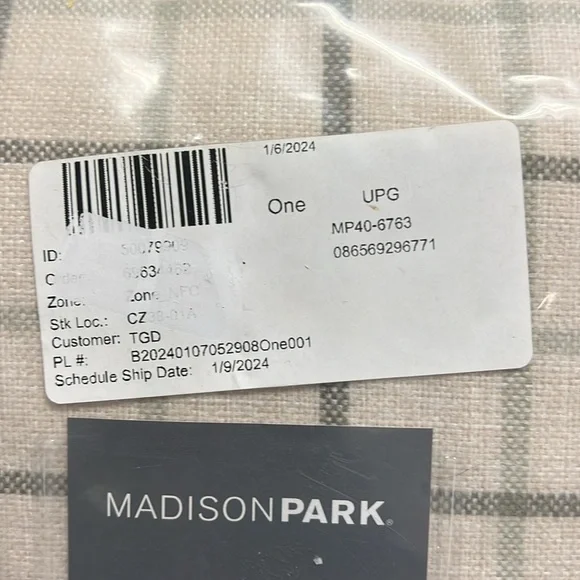 1/6/2024
One
UPG
MP40-6763
086569296771
ID:
Zone:
Stk Loc.:
Customer: TGD
PL #: B20240107052908One001
Schedule Ship Date: 1/9/2024
MADISONPARK®